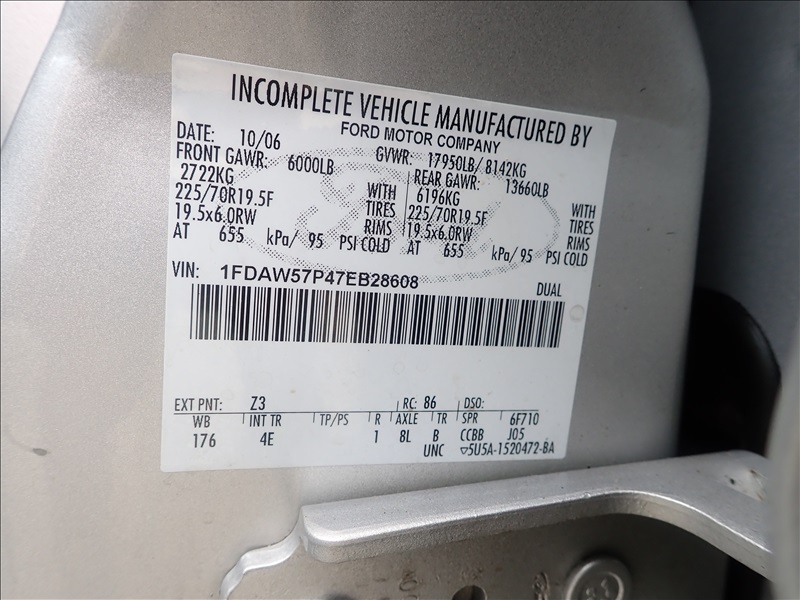 INCOMPLETE VEHICLE MANUFACTURED BY
FORD MOTOR COMPANY
DATE: 10/06 GVWR: 17950LB/ 8142KG
FRONT GAWR: 6000LB REAR GAWR: 13660LB
2722KG WITH 6196KG WITH
225/70R19.5F TIRES 225/70R19.5F TIRES
19.5x6.0RW RIMS 19.5x6.0RW RIMS
AT 655 kPa/ 95 PSI COLD AT 655 kPa/ 95 PSI COLD
VIN: 1FDAW57P47EB28608
DUAL
EXT PNT: Z3 RC: 86 DSO:
WB INT TR TP/PS R AXLE TR SPR 6F710
176 4E 1 8L B CCBB J05
UNC ▽5U5A-1520472-BA